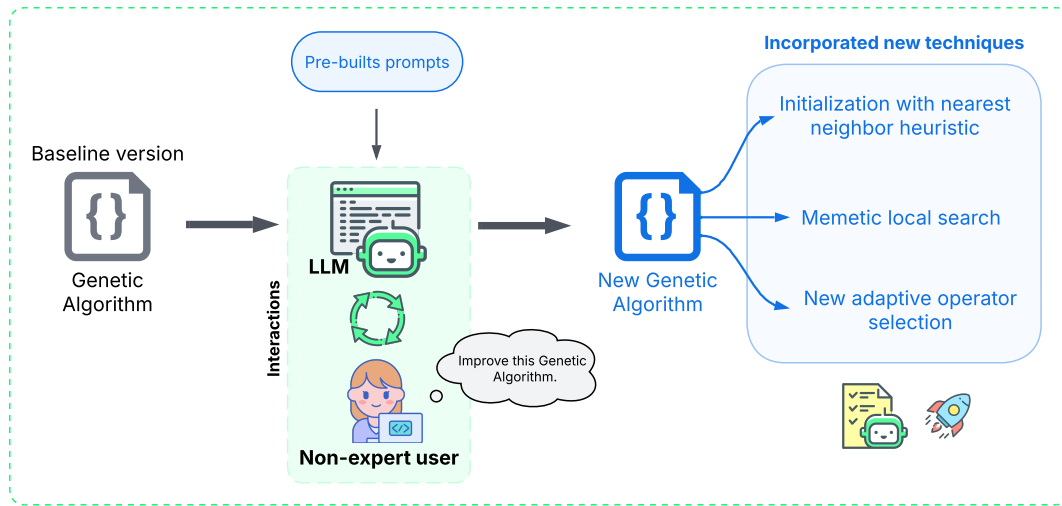 Incorporated new techniques
Pre-builts prompts
Initialization with nearest
neighbor heuristic
Baseline version
{}
Genetic
Algorithm
LLM
Interactions
Improve this Genetic
Algorithm.
</>
Non-expert user
{}
New Genetic
Algorithm
Memetic local search
New adaptive operator
selection